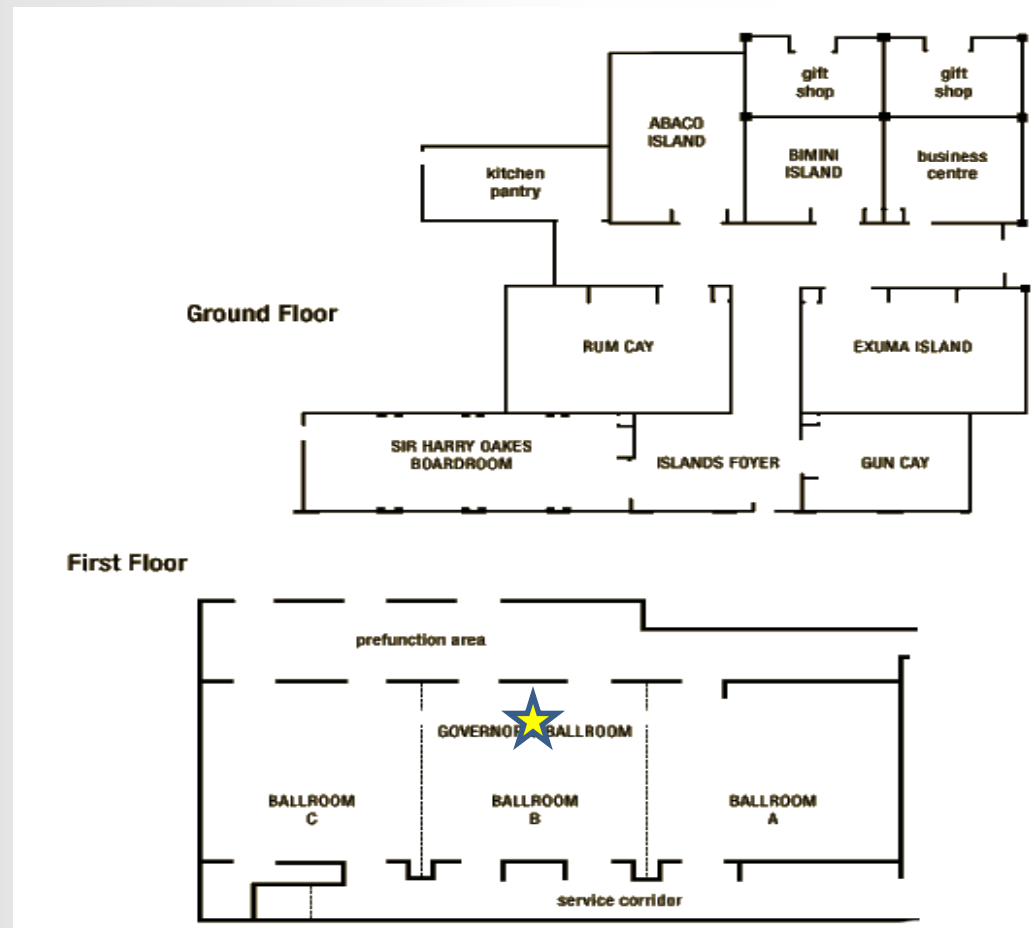 gift
shop
gift
shop
ABACO
ISLAND
BIMINI
ISLAND
business
centre
kitchen
pantry
Ground Floor
RUM CAY
EXUMA ISLAND
SIR HARRY OAKES
BOARDROOM
ISLANDS FOYER
GUN CAY
First Floor
prefunction area
BALLROOM
BALLROOM
C
BALLROOM
B
BALLROOM
A
service corridor